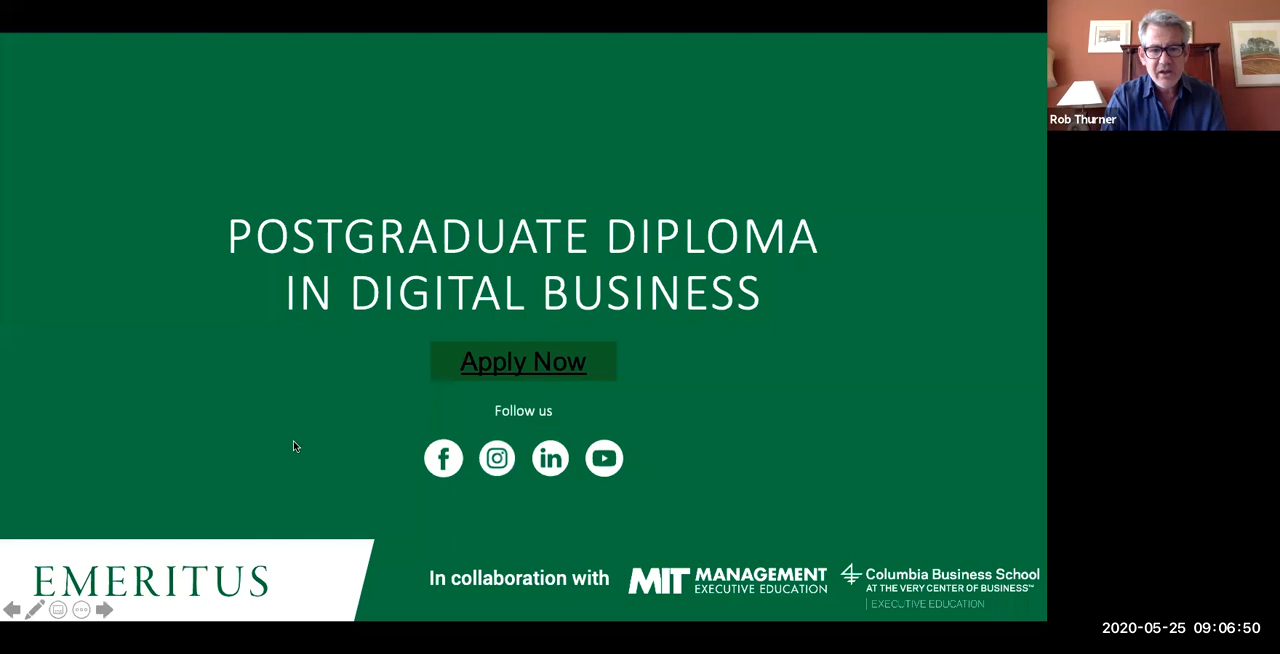 Rob Thurner
POSTGRADUATE DIPLOMA
IN DIGITAL BUSINESS
Apply Now
Follow us
EMERITUS
In collaboration with
MIT MANAGEMENT
EXECUTIVE EDUCATION
Columbia Business School
AT THE VERY CENTER OF BUSINESS™
EXECUTIVE EDUCATION
2020-05-25 09:06:50